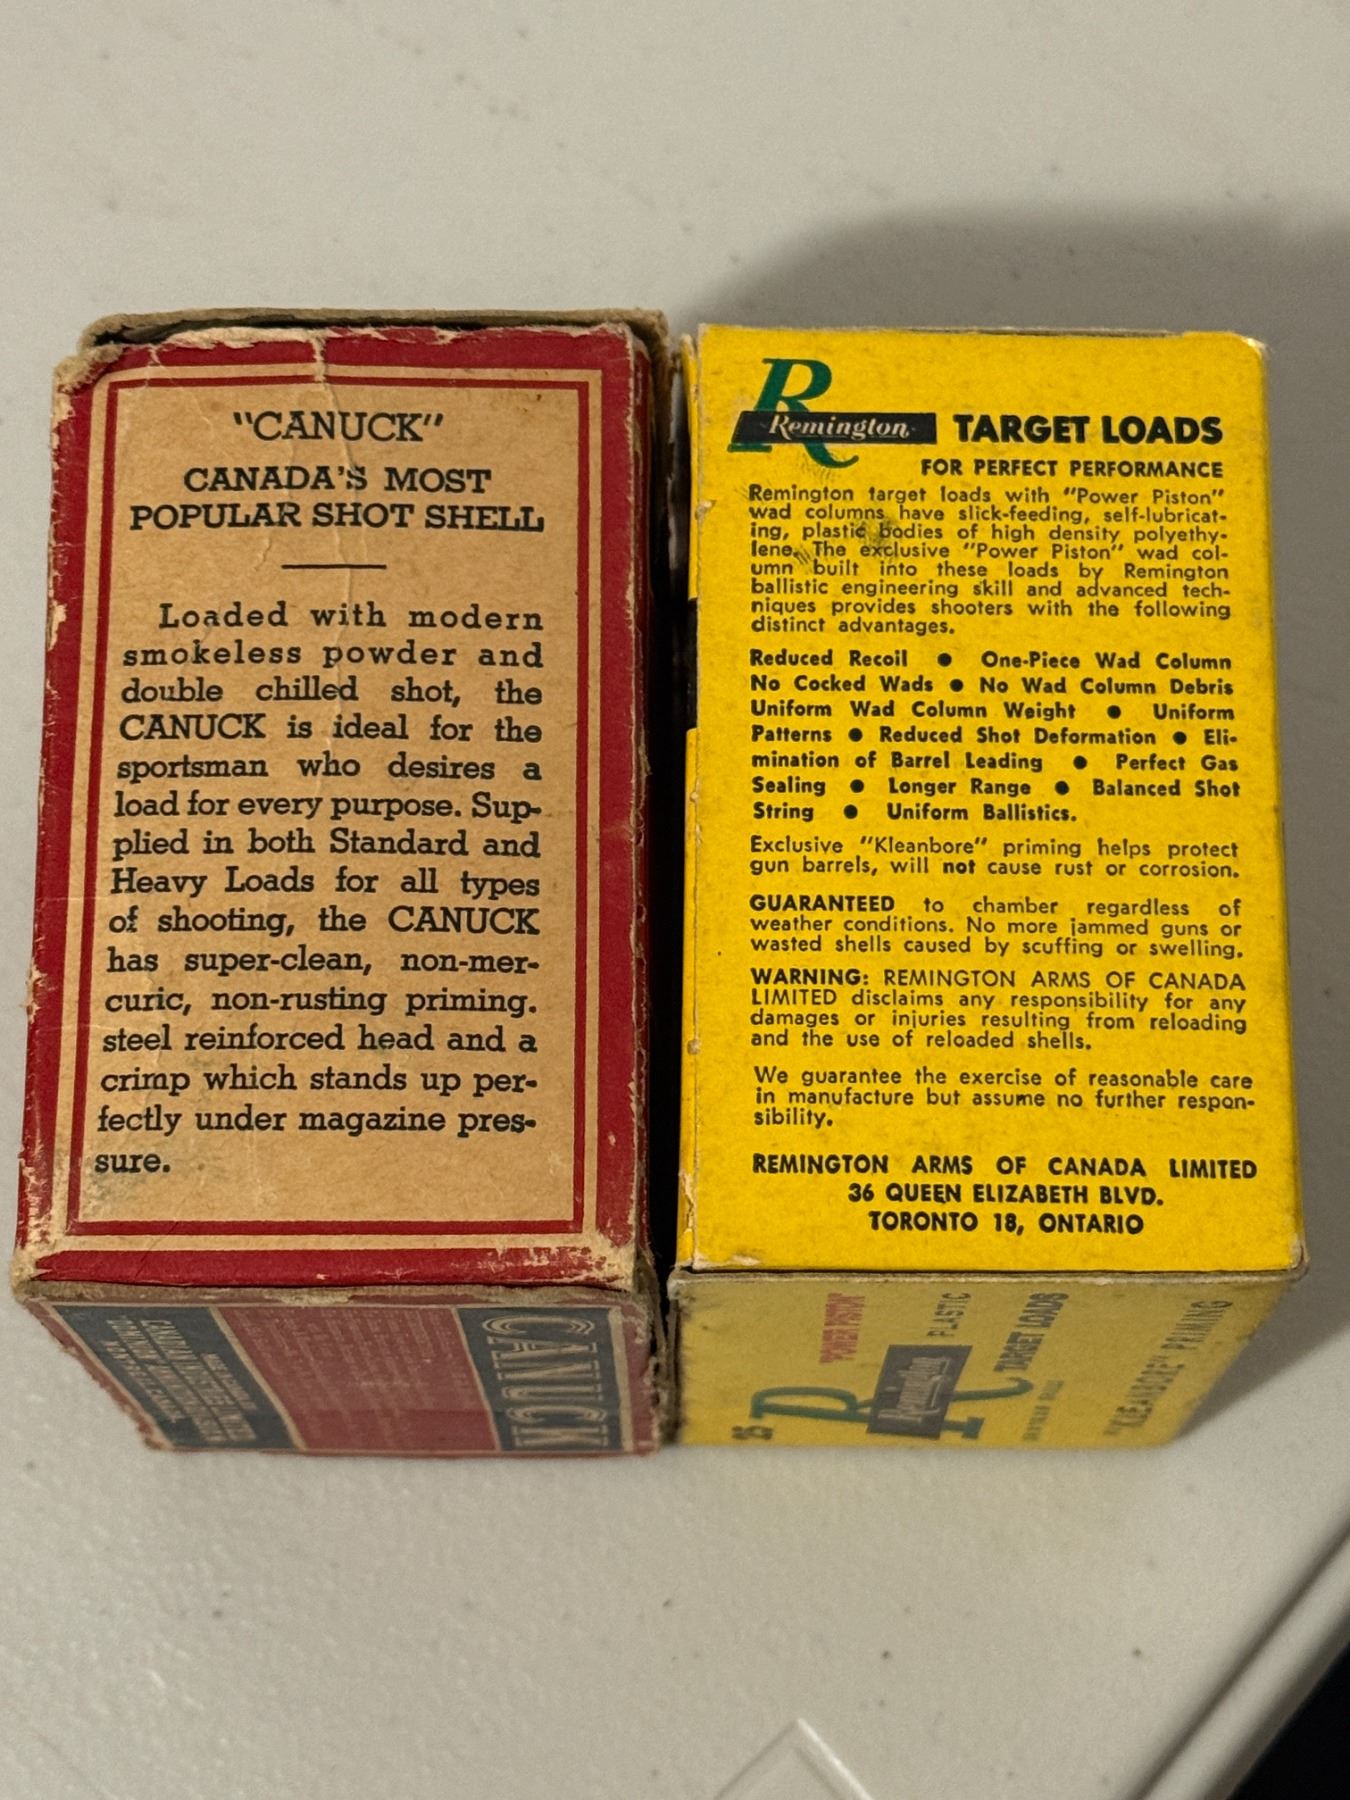 "CANUCK"
CANADA'S MOST
POPULAR SHOT SHELL
Loaded with modern
smokeless powder and
double chilled shot, the
CANUCK is ideal for the
sportsman who desires a
load for every purpose. Sup-
plied in both Standard and
Heavy Loads for all types
of shooting, the CANUCK
has super-clean, non-mer-
curic, non-rusting priming.
steel reinforced head and a
crimp which stands up per-
fectly under magazine pres-
sure.
CANUCK
R
Remington TARGET LOADS
FOR PERFECT PERFORMANCE
Remington target loads with "Power Piston"
wad columns have slick-feeding, self-lubricat-
ing, plastic bodies of high density polyethy-
lene. The exclusive "Power Piston" wad col-
umn built into these loads by Remington
ballistic engineering skill and advanced tech-
niques provides shooters with the following
distinct advantages.
Reduced Recoil ● One-Piece Wad Column
No Cocked Wads ● No Wad Column Debris
Uniform Wad Column Weight ● Uniform
Patterns ● Reduced Shot Deformation ● Eli-
mination of Barrel Leading ● Perfect Gas
Sealing ● Longer Range ● Balanced Shot
String ● Uniform Ballistics.
Exclusive "Kleanbore" priming helps protect
gun barrels, will not cause rust or corrosion.
GUARANTEED to chamber regardless of
weather conditions. No more jammed guns or
wasted shells caused by scuffing or swelling.
WARNING: REMINGTON ARMS OF CANADA
LIMITED disclaims any responsibility for any
damages or injuries resulting from reloading
and the use of reloaded shells.
We guarantee the exercise of reasonable care
in manufacture but assume no further respon-
sibility.
REMINGTON ARMS OF CANADA LIMITED
36 QUEEN ELIZABETH BLVD.
TORONTO 18, ONTARIO
25
R
Remington
"POWER PISTON"
PLASTIC
TARGET LOADS
"KLEANBORE" PRIMING